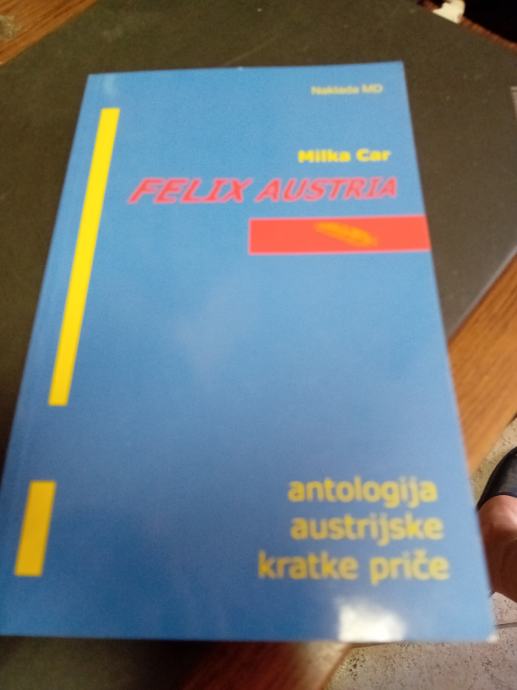 Naklada MD
Milka Car
FELIX AUSTRIA
antologija
austrijske
kratke priče